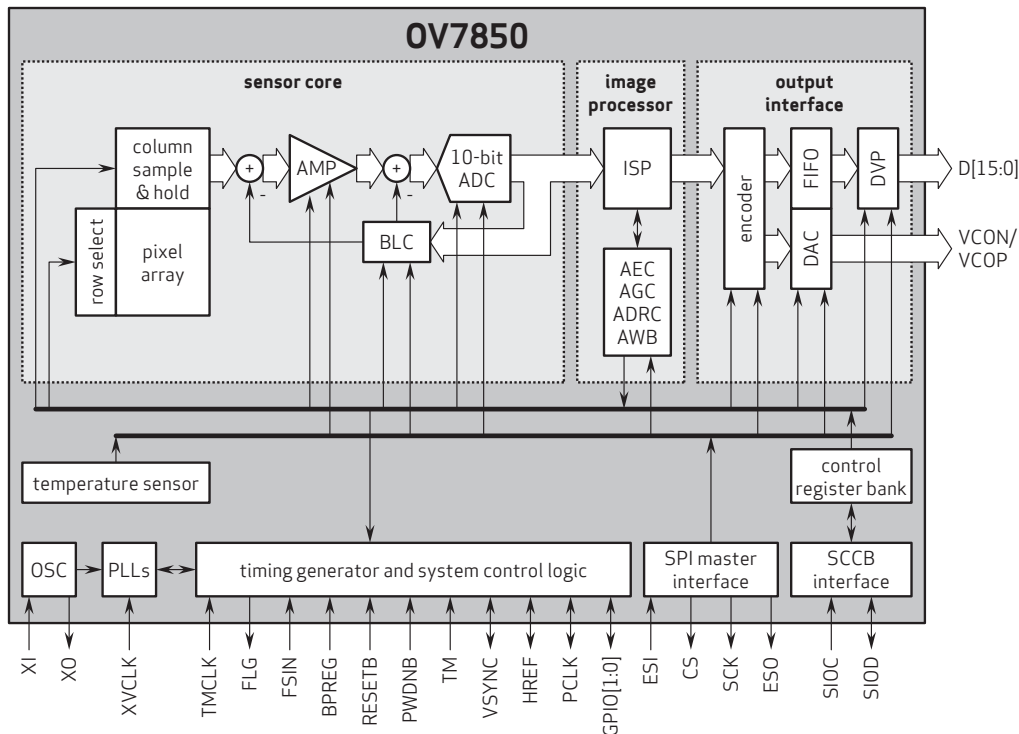 OV7850
sensor core
image
processor
output
interface
column
sample
& hold
row select
pixel
array
+
-
AMP
+
-
10-bit
ADC
BLC
ISP
AEC
AGC
ADRC
AWB
encoder
FIFO
DAC
DVP
D[15:0]
VCON/
VCOP
temperature sensor
control
register bank
OSC
PLLs
timing generator and system control logic
SPI master
interface
SCCB
interface
XI
XO
XVCLK
TMCLK
FLG
FSIN
BPREG
RESETB
PWDNB
TM
VSYNC
HREF
PCLK
GPIO[1:0]
ESI
CS
SCK
ESO
SIOC
SIOD